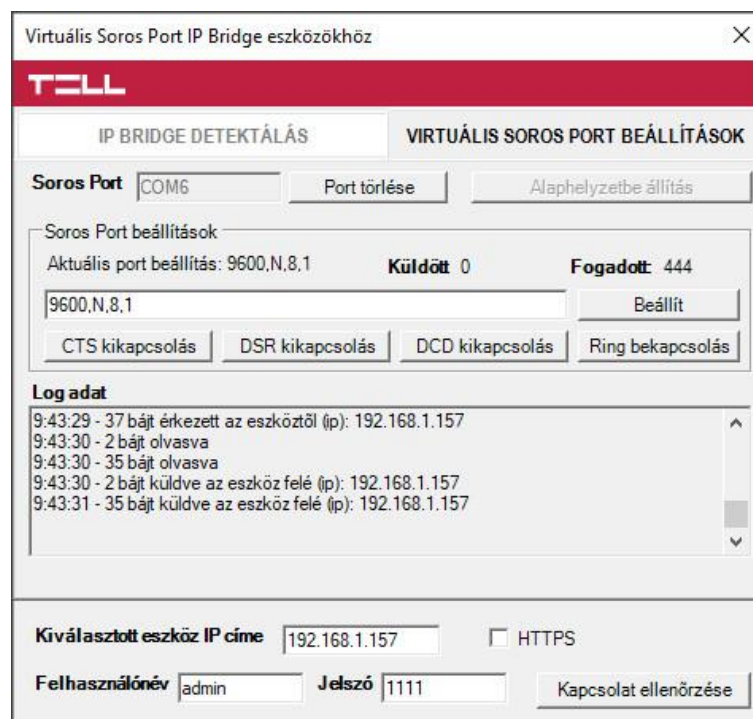 Virtuális Soros Port IP Bridge eszközökhöz
TELL
IP BRIDGE DETEKTÁLÁS VIRTUÁLIS SOROS PORT BEÁLLÍTÁSOK
Soros Port COM6 Port törlése Alaphelyzetbe állítás
Soros Port beállítások
Aktuális port beállítás: 9600,N,8,1 Küldött 0 Fogadott: 444
9600,N,8,1 Beállít
CTS kikapcsolás DSR kikapcsolás DCD kikapcsolás Ring bekapcsolás
Log adat
9:43:29 - 37 bájt érkezett az eszköztõl (ip): 192.168.1.157
9:43:30 - 2 bájt olvasva
9:43:30 - 35 bájt olvasva
9:43:30 - 2 bájt küldve az eszköz felé (ip): 192.168.1.157
9:43:31 - 35 bájt küldve az eszköz felé (ip): 192.168.1.157
Kiválasztott eszköz IP címe 192.168.1.157 HTTPS
Felhasználónév admin Jelszó 1111 Kapcsolat ellenőrzése